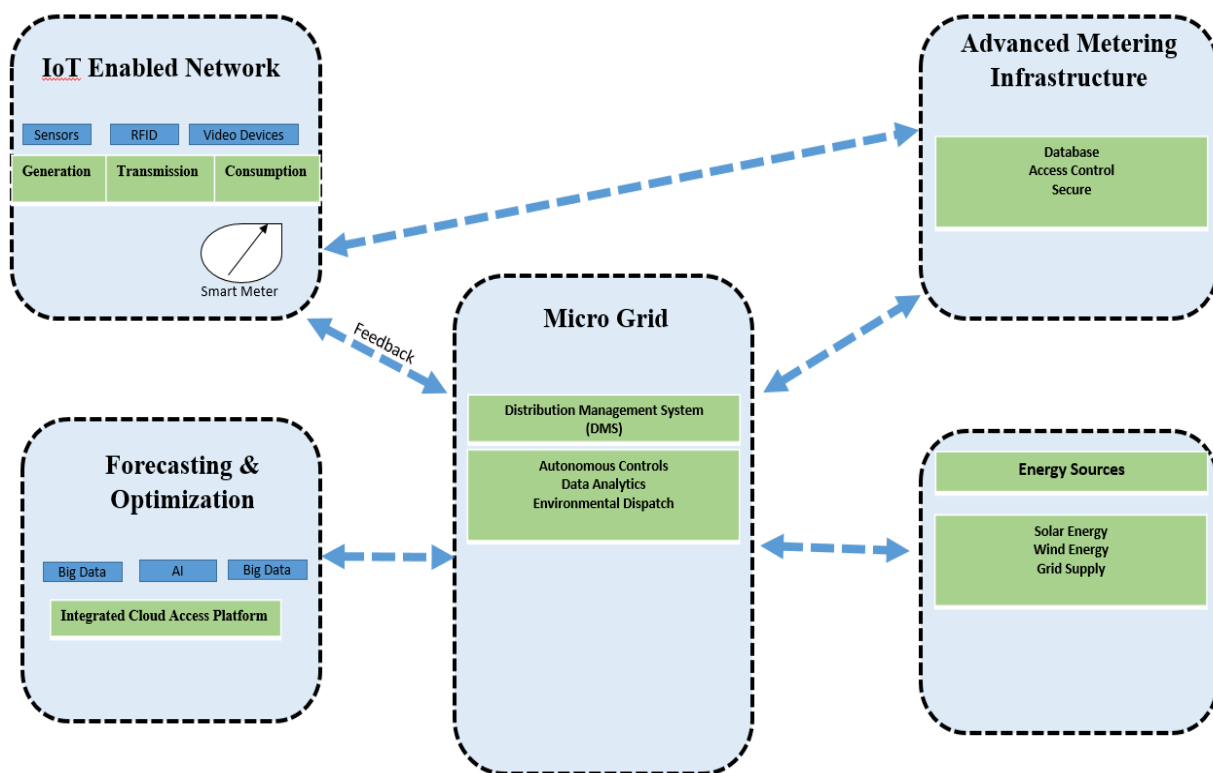 IoT Enabled Network
Sensors
RFID
Video Devices
Generation
Transmission
Consumption
Smart Meter
Advanced Metering
Infrastructure
Database
Access Control
Secure
Feedback
Micro Grid
Distribution Management System
(DMS)
Autonomous Controls
Data Analytics
Environmental Dispatch
Forecasting &
Optimization
Big Data
AI
Big Data
Integrated Cloud Access Platform
Energy Sources
Solar Energy
Wind Energy
Grid Supply